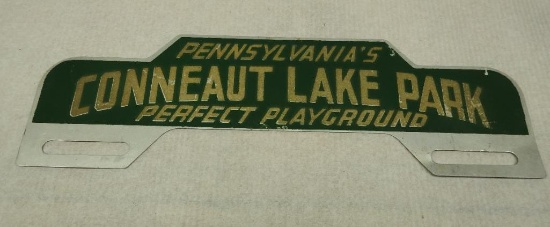 PENNSYLVANIA'S
CONNEAUT LAKE PARK
PERFECT PLAYGROUND